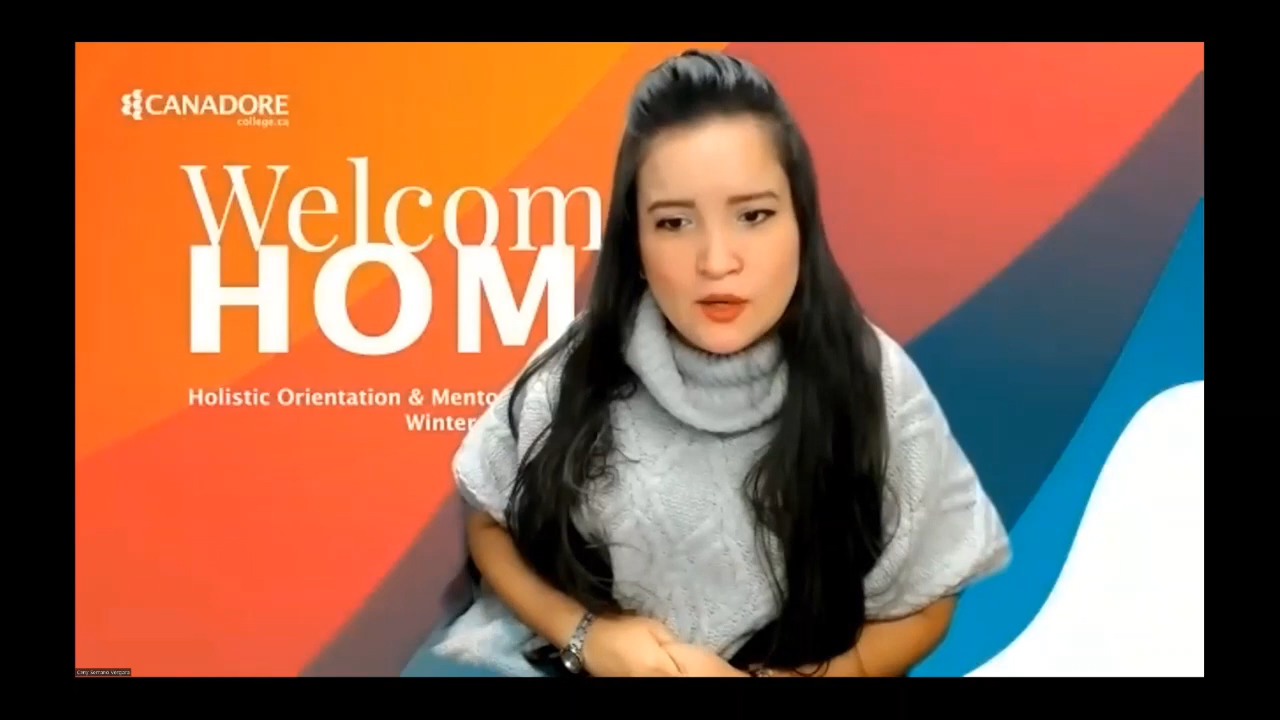 CANADORE
college.ca
Welcom
HOM
Holistic Orientation & Mento
Winter